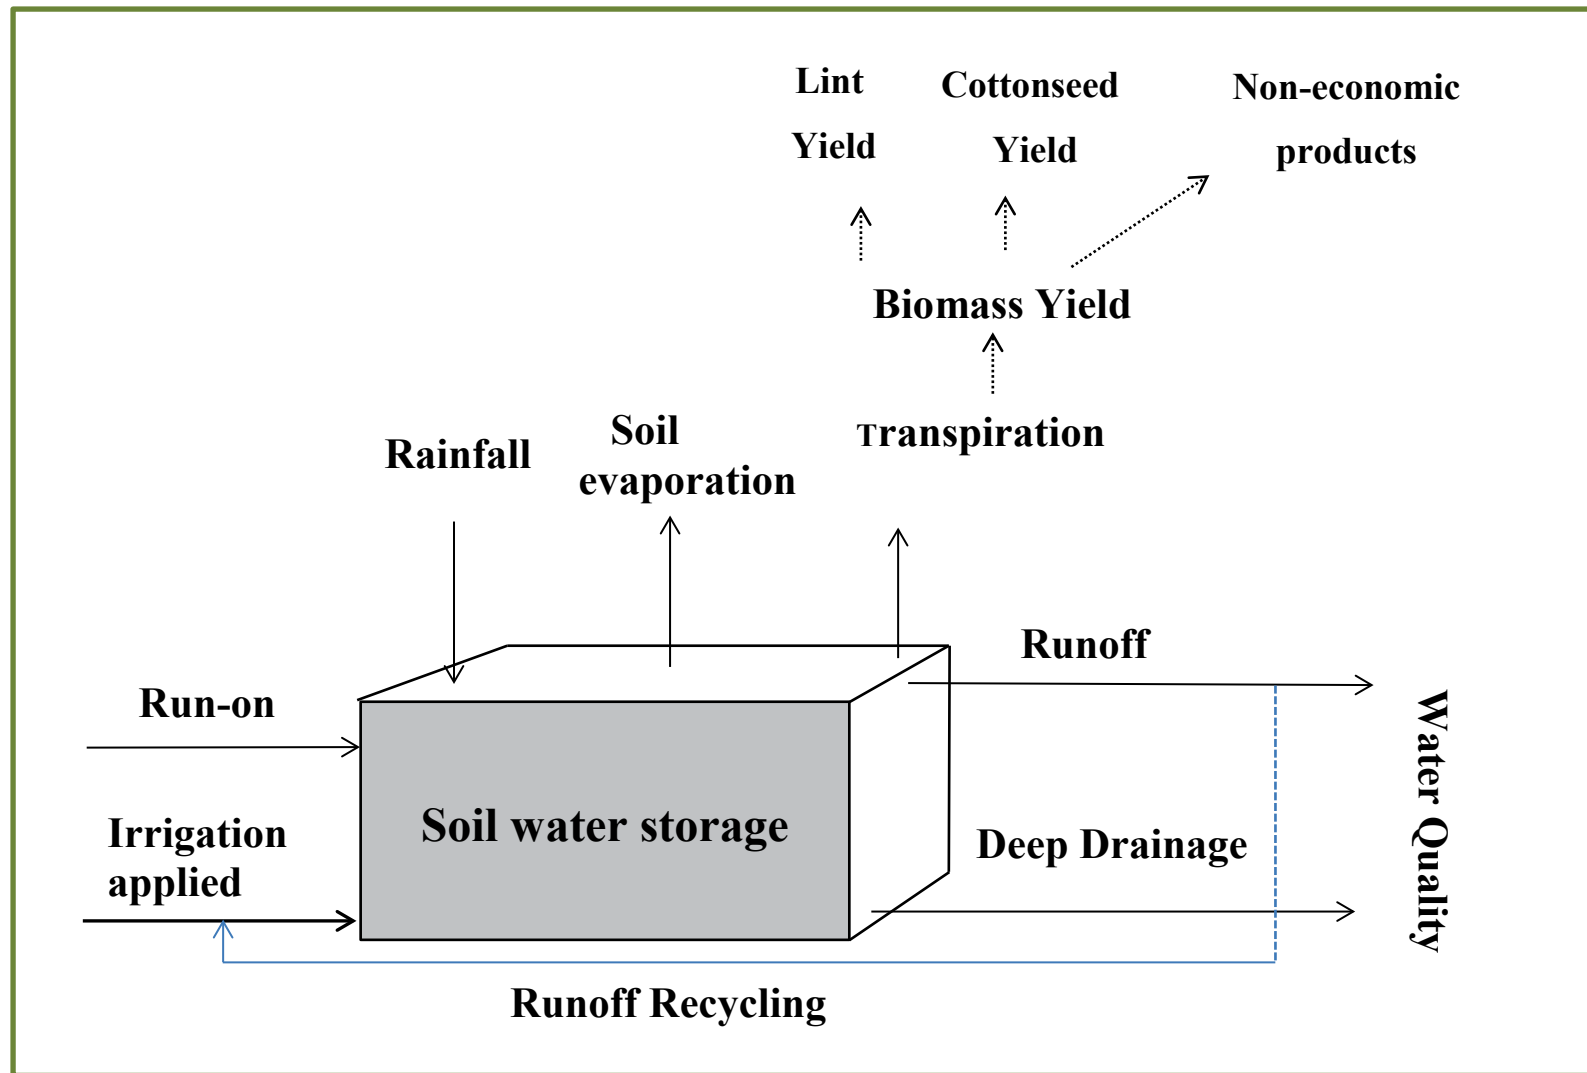 Lint
Yield
Cottonseed
Yield
Non-economic
products
Biomass Yield
Rainfall
Soil
evaporation
Transpiration
Runoff
Run-on
Water Quality
Soil water storage
Irrigation
applied
Deep Drainage
Runoff Recycling